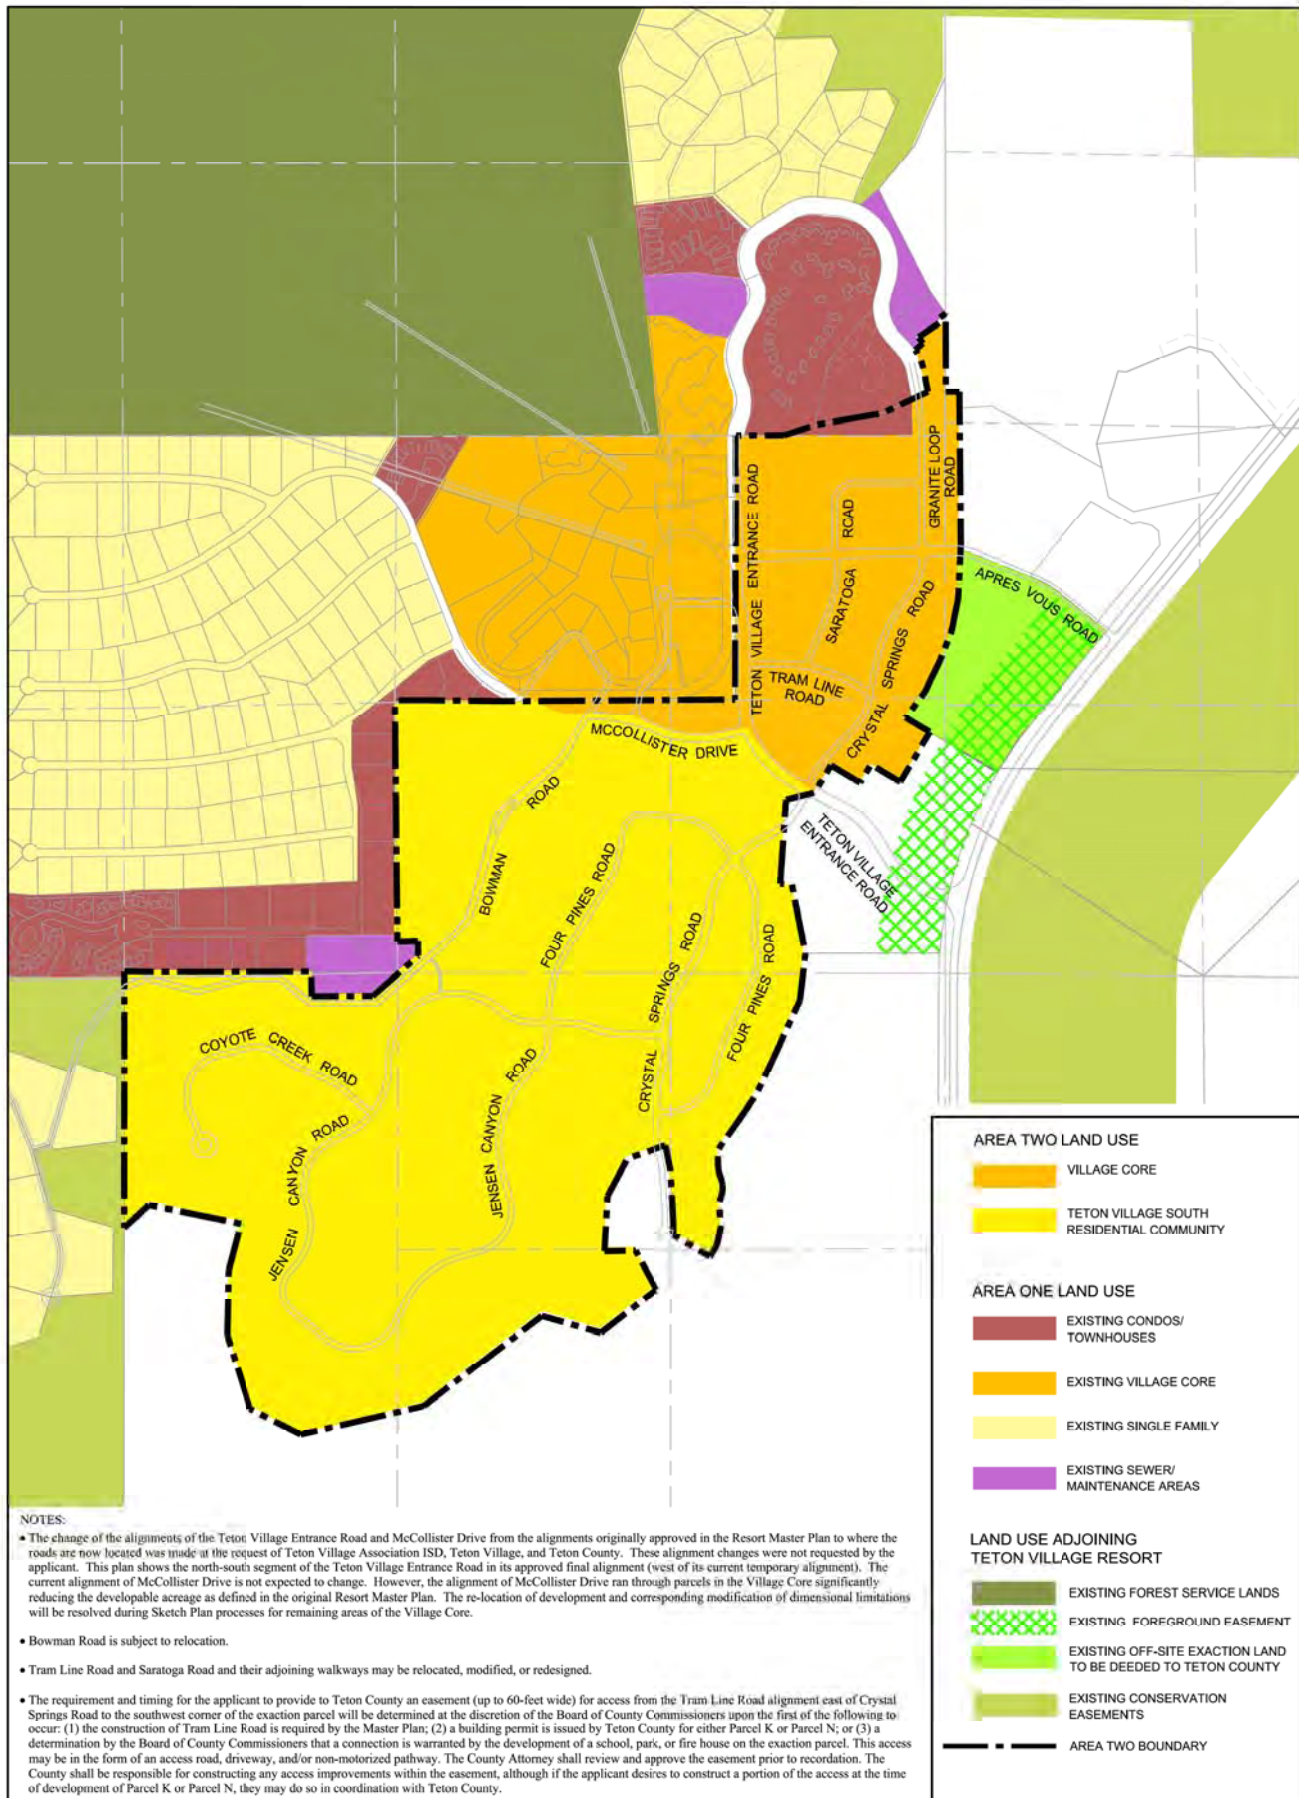 GRANITE LOOP
ROAD
TETON VILLAGE ENTRANCE ROAD
ROAD
SARATOGA
APRES VOUS ROAD
CRYSTAL SPRINGS ROAD
TRAM LINE
ROAD
MCCOLLISTER DRIVE
TETON VILLAGE
ENTRANCE ROAD
BOWMAN ROAD
FOUR PINES ROAD
CRYSTAL SPRINGS ROAD
FOUR PINES ROAD
COYOTE CREEK ROAD
JENSEN CANYON ROAD
JENSEN CANYON ROAD
AREA TWO LAND USE
VILLAGE CORE
TETON VILLAGE SOUTH
RESIDENTIAL COMMUNITY
AREA ONE LAND USE
EXISTING CONDOS/
TOWNHOUSES
EXISTING VILLAGE CORE
EXISTING SINGLE FAMILY
EXISTING SEWER/
MAINTENANCE AREAS
LAND USE ADJOINING
TETON VILLAGE RESORT
EXISTING FOREST SERVICE LANDS
EXISTING FOREGROUND EASEMENT
EXISTING OFF-SITE EXACTION LAND
TO BE DEEDED TO TETON COUNTY
EXISTING CONSERVATION
EASEMENTS
AREA TWO BOUNDARY
NOTES:
• The change of the alignments of the Teton Village Entrance Road and McCollister Drive from the alignments originally approved in the Resort Master Plan to where the
roads are now located was made at the request of Teton Village Association ISD, Teton Village, and Teton County. These alignment changes were not requested by the
applicant. This plan shows the north-south segment of the Teton Village Entrance Road in its approved final alignment (west of its current temporary alignment). The
current alignment of McCollister Drive is not expected to change. However, the alignment of McCollister Drive ran through parcels in the Village Core significantly
reducing the developable acreage as defined in the original Resort Master Plan. The re-location of development and corresponding modification of dimensional limitations
will be resolved during Sketch Plan processes for remaining areas of the Village Core.
• Bowman Road is subject to relocation.
• Tram Line Road and Saratoga Road and their adjoining walkways may be relocated, modified, or redesigned.
• The requirement and timing for the applicant to provide to Teton County an easement (up to 60-feet wide) for access from the Tram Line Road alignment east of Crystal
Springs Road to the southwest corner of the exaction parcel will be determined at the discretion of the Board of County Commissioners upon the first of the following to
occur: (1) the construction of Tram Line Road is required by the Master Plan; (2) a building permit is issued by Teton County for either Parcel K or Parcel N; or (3) a
determination by the Board of County Commissioners that a connection is warranted by the development of a school, park, or fire house on the exaction parcel. This access
may be in the form of an access road, driveway, and/or non-motorized pathway. The County Attorney shall review and approve the easement prior to recordation. The
County shall be responsible for constructing any access improvements within the easement, although if the applicant desires to construct a portion of the access at the time
of development of Parcel K or Parcel N, they may do so in coordination with Teton County.